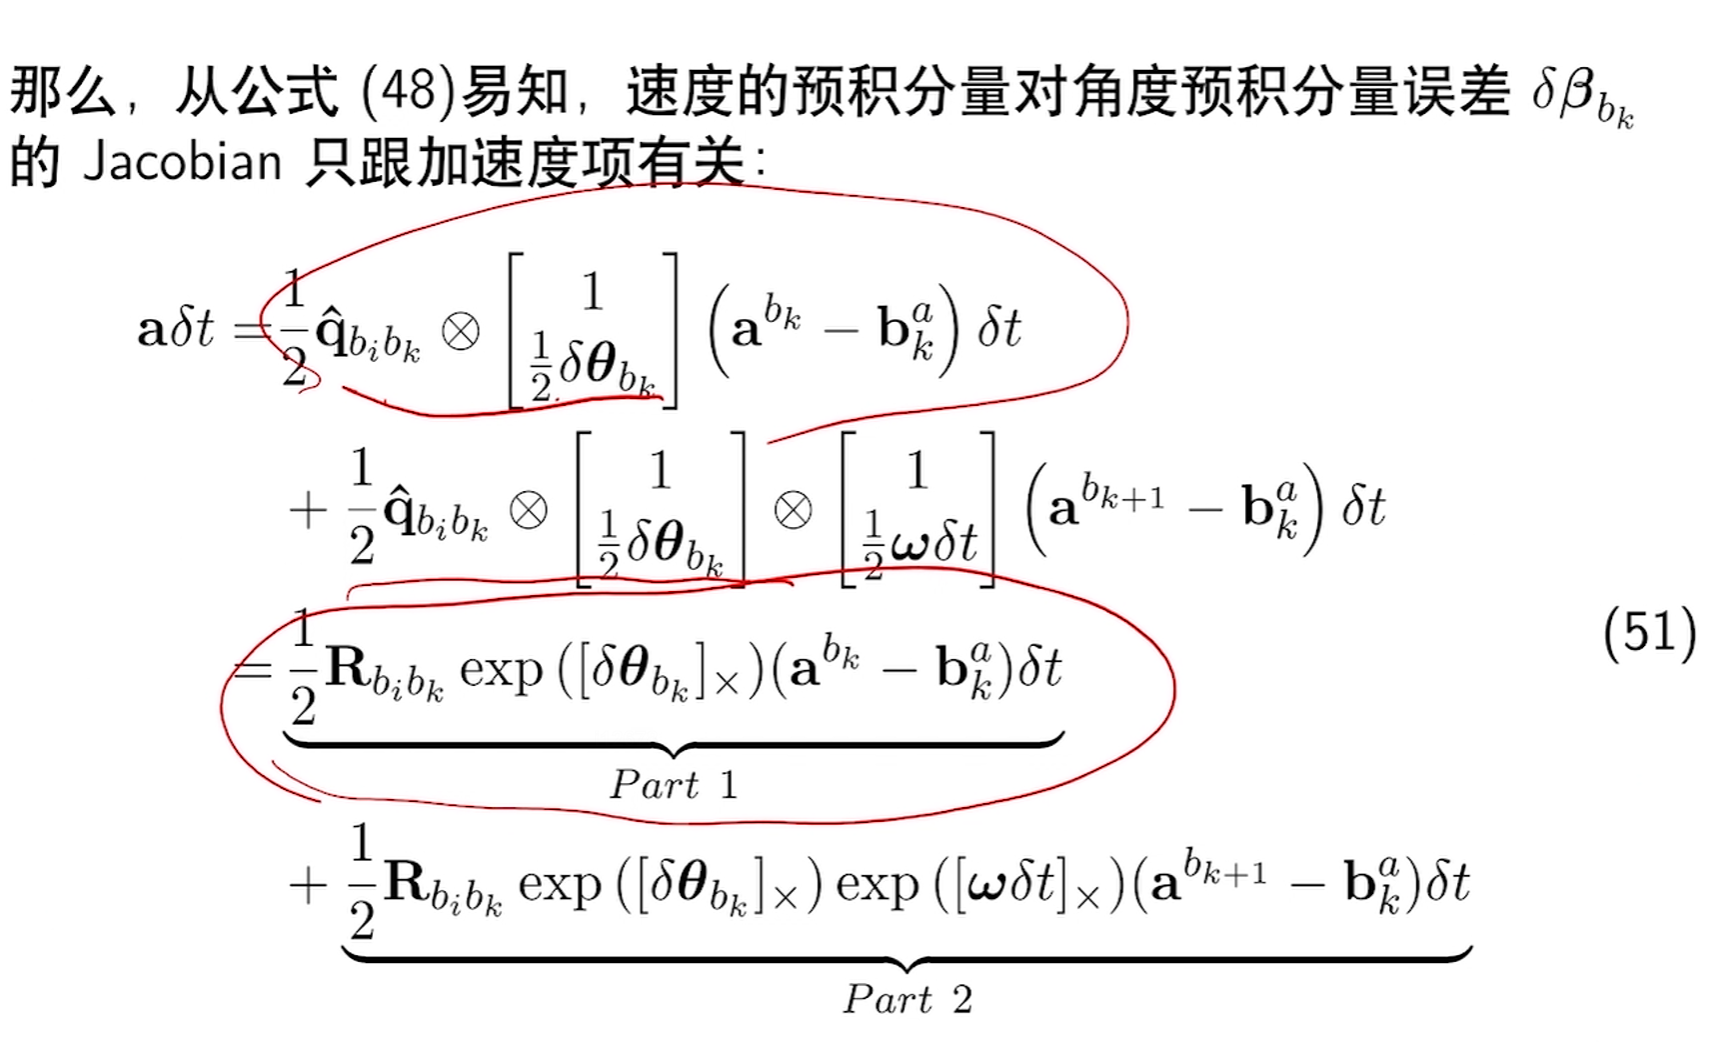 那么，从公式 (48)易知，速度的预积分量对角度预积分量误差 $\delta\boldsymbol{\beta}_{b_k}$
的 Jacobian 只跟加速度项有关：
$\mathbf{a}\delta t = \frac{1}{2}\hat{\mathbf{q}}_{b_ib_k} \otimes \begin{bmatrix} 1 \\ \frac{1}{2}\delta\boldsymbol{\theta}_{b_k} \end{bmatrix} \left(\mathbf{a}^{b_k} - \mathbf{b}_k^a\right) \delta t$
$+ \frac{1}{2}\hat{\mathbf{q}}_{b_ib_k} \otimes \begin{bmatrix} 1 \\ \frac{1}{2}\delta\boldsymbol{\theta}_{b_k} \end{bmatrix} \otimes \begin{bmatrix} 1 \\ \frac{1}{2}\boldsymbol{\omega}\delta t \end{bmatrix} \left(\mathbf{a}^{b_{k+1}} - \mathbf{b}_k^a\right) \delta t$
$= \underbrace{\frac{1}{2}\mathbf{R}_{b_ib_k} \exp\left([\delta\boldsymbol{\theta}_{b_k}]_\times\right)(\mathbf{a}^{b_k} - \mathbf{b}_k^a)\delta t}_{Part\ 1}$
$+ \underbrace{\frac{1}{2}\mathbf{R}_{b_ib_k} \exp\left([\delta\boldsymbol{\theta}_{b_k}]_\times\right) \exp\left([\boldsymbol{\omega}\delta t]_\times\right)(\mathbf{a}^{b_{k+1}} - \mathbf{b}_k^a)\delta t}_{Part\ 2}$
(51)